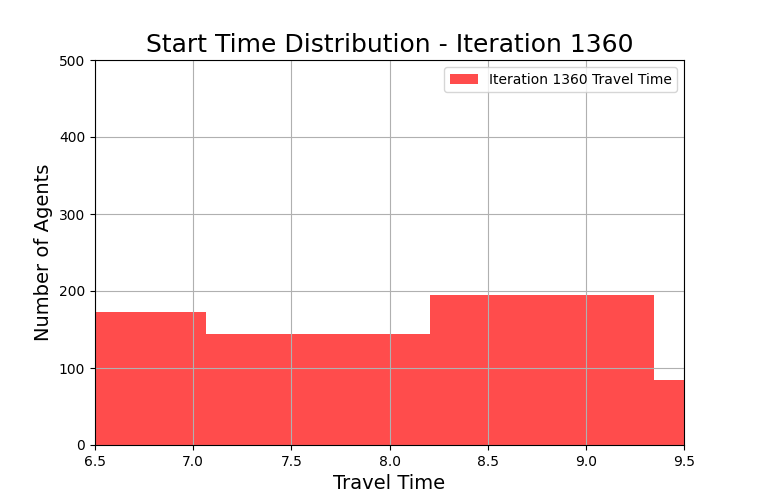 Start Time Distribution - Iteration 1360
Iteration 1360 Travel Time
Number of Agents
500
400
300
200
100
0
6.5 7.0 7.5 8.0 8.5 9.0 9.5
Travel Time